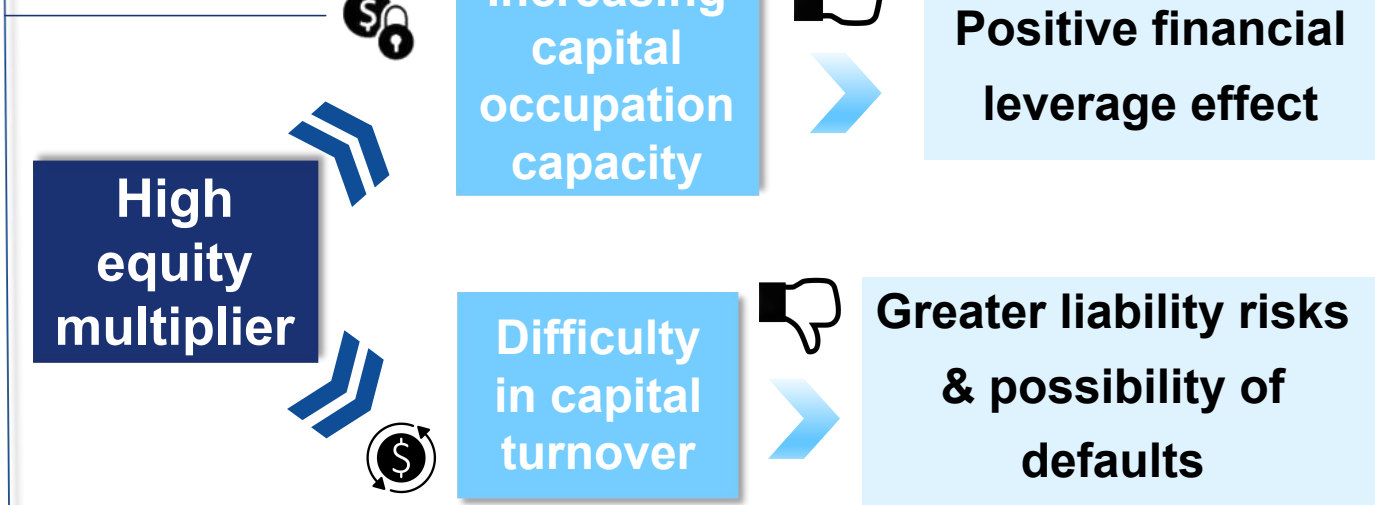 Increasing
capital
occupation
capacity
Positive financial
leverage effect
High
equity
multiplier
Difficulty
in capital
turnover
Greater liability risks
& possibility of
defaults